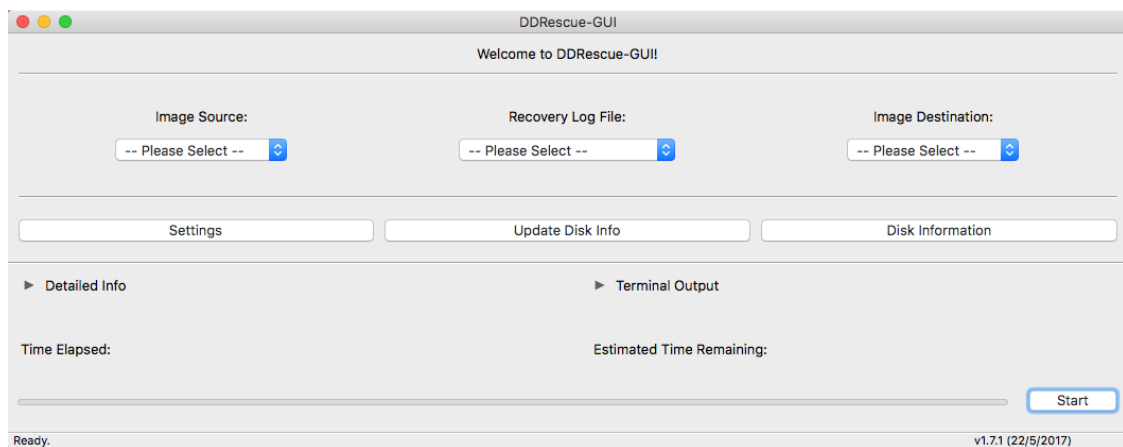 DDRescue-GUI
Welcome to DDRescue-GUI!
Image Source:
Recovery Log File:
Image Destination:
-- Please Select --
-- Please Select --
-- Please Select --
Settings
Update Disk Info
Disk Information
Detailed Info
Terminal Output
Time Elapsed:
Estimated Time Remaining:
Start
Ready.
v1.7.1 (22/5/2017)